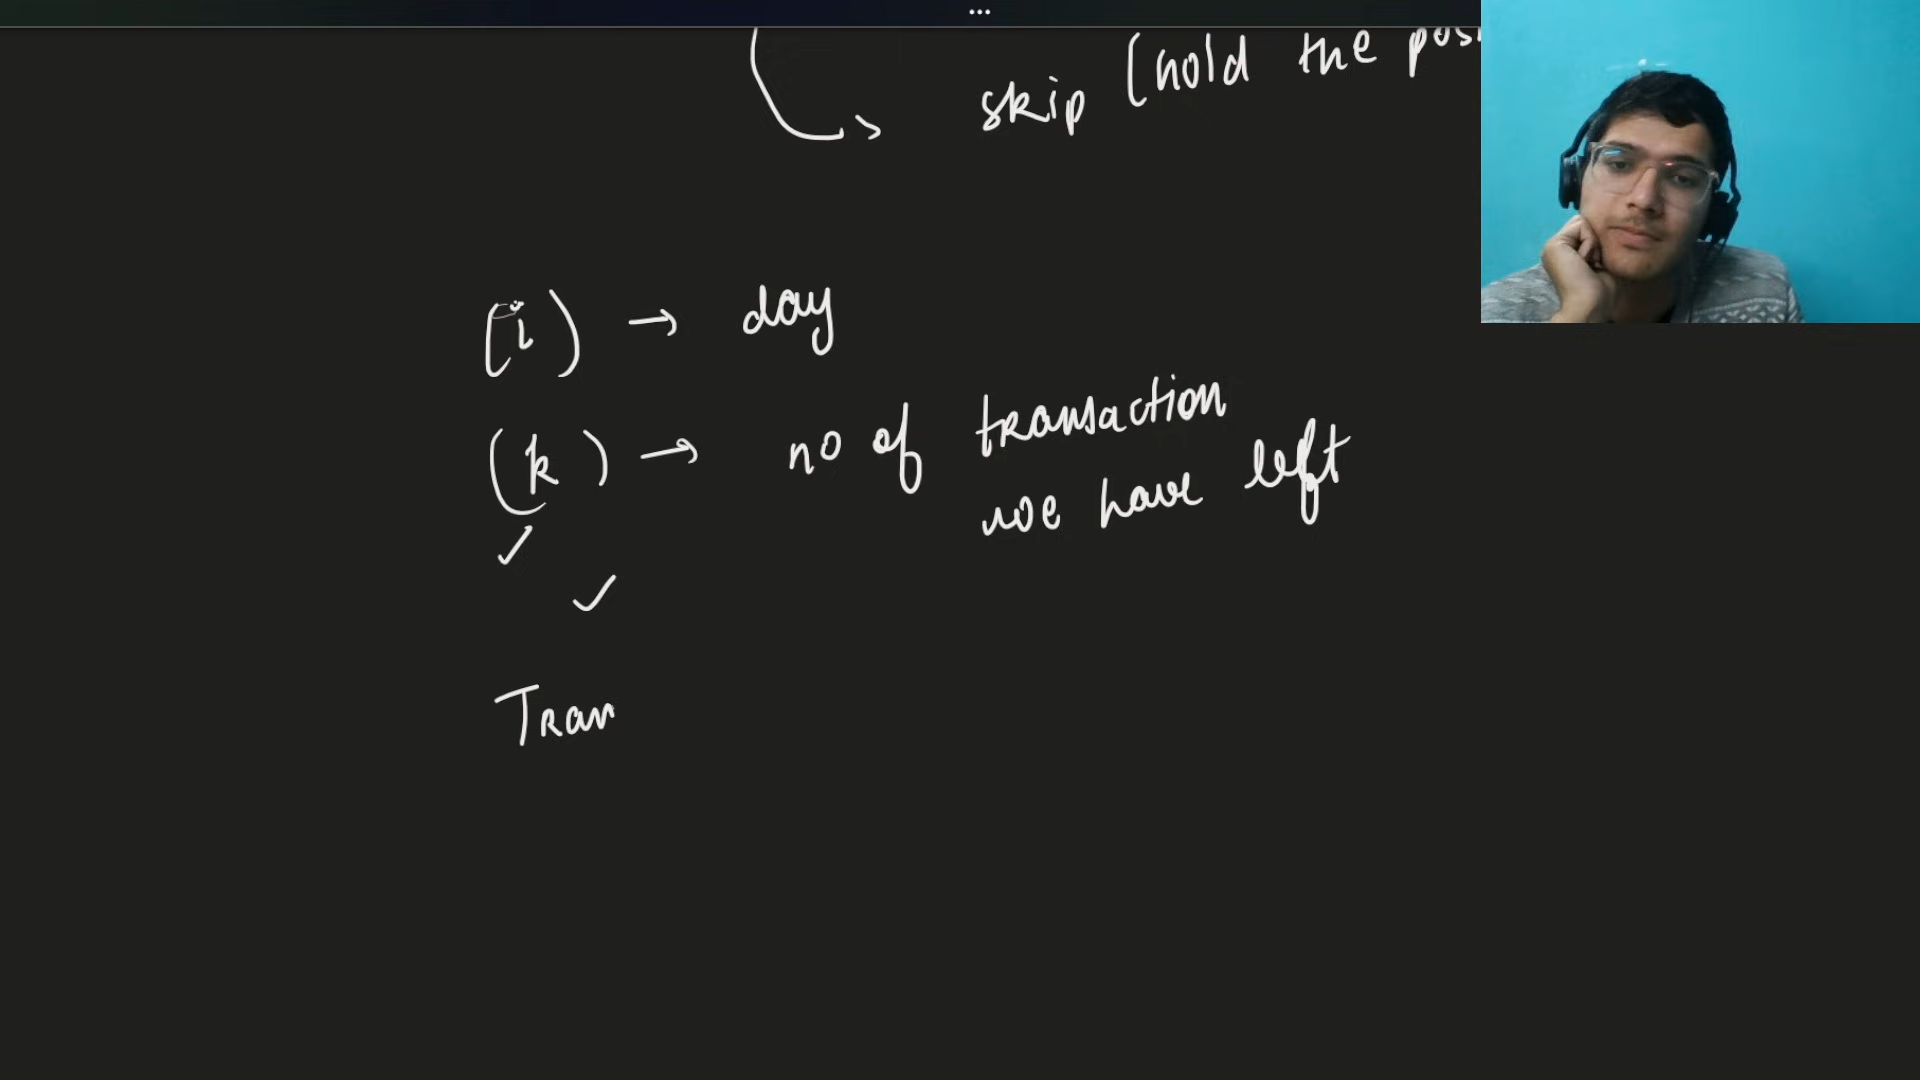 ...
skip (hold the pos
(i) → day
(k) → no of transaction
we have left
Tran